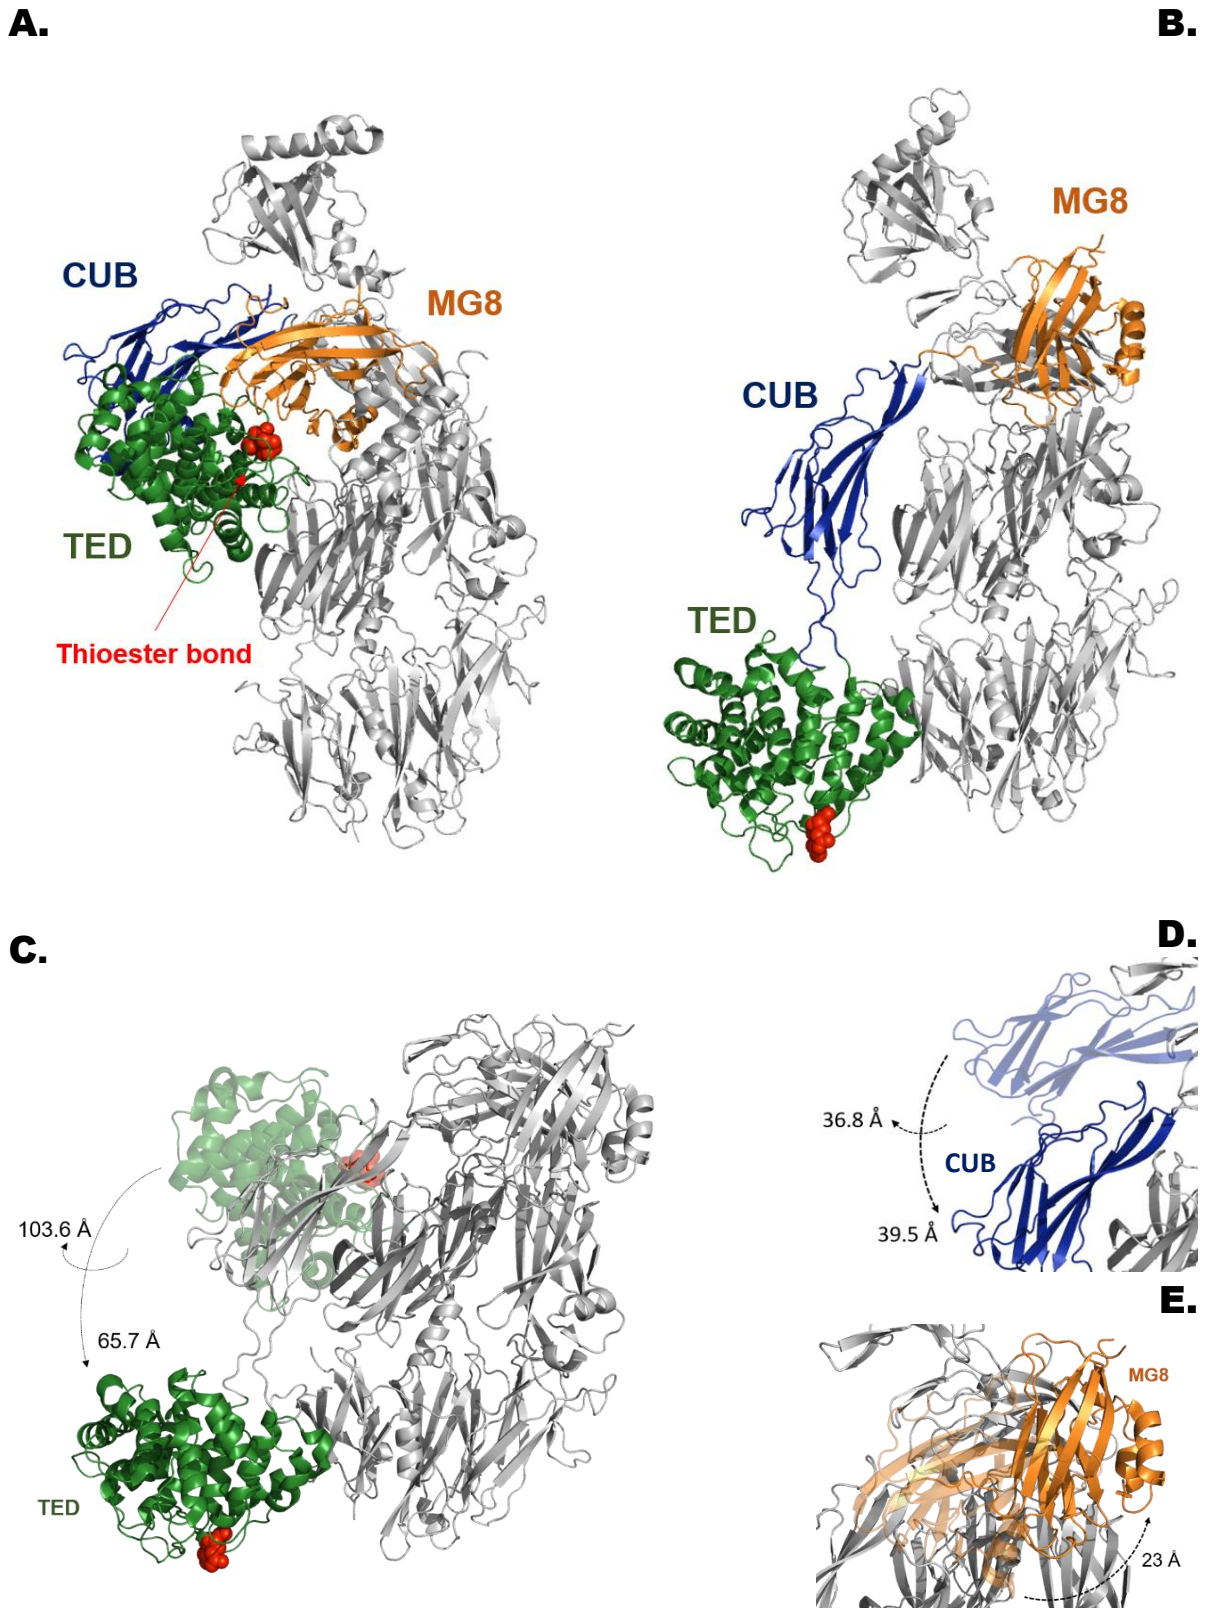 A.
B.
MG8
CUB
MG8
CUB
TED
TED
Thioester bond
C.
D.
36.8 Å
CUB
39.5 Å
103.6 Å
65.7 Å
E.
MG8
TED
23 Å